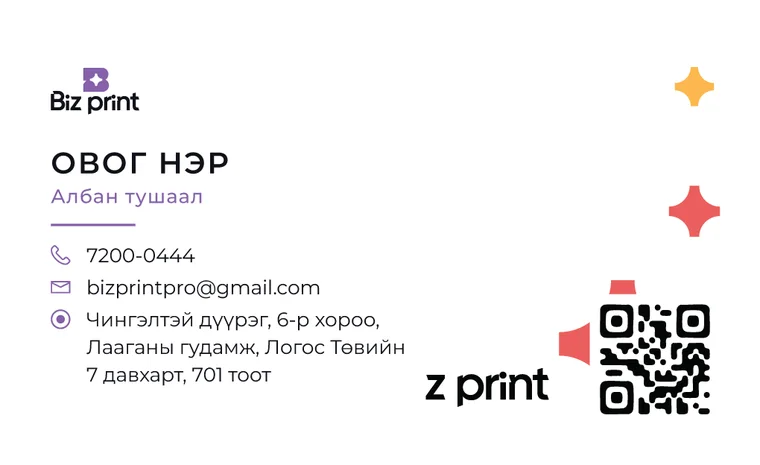 Biz print
ОВОГ НЭР
Албан тушаал
7200-0444
bizprintpro@gmail.com
Чингэлтэй дүүрэг, 6-р хороо,
Лааганы гудамж, Логос Төвийн
7 давхарт, 701 тоот
z print